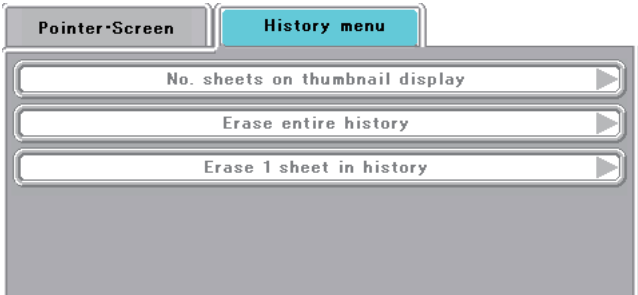 Pointer·Screen
History menu
No. sheets on thumbnail display
Erase entire history
Erase 1 sheet in history